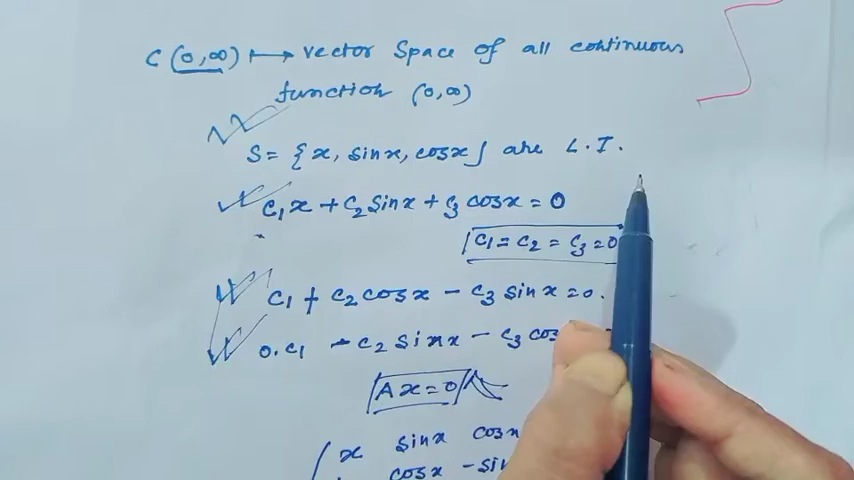 C (0,∞) ↦ vector Space of all continuous
function (0,∞)
S = { x, sinx, cosx } are L.I.
C₁x + C₂ sinx + C₃ cosx = 0
C₁ = C₂ = C₃ = 0
C₁ + C₂ cosx - C₃ sinx = 0.
0.C₁ - C₂ sinx - C₃
Ax = 0
x sinx cosx
cosx - sin